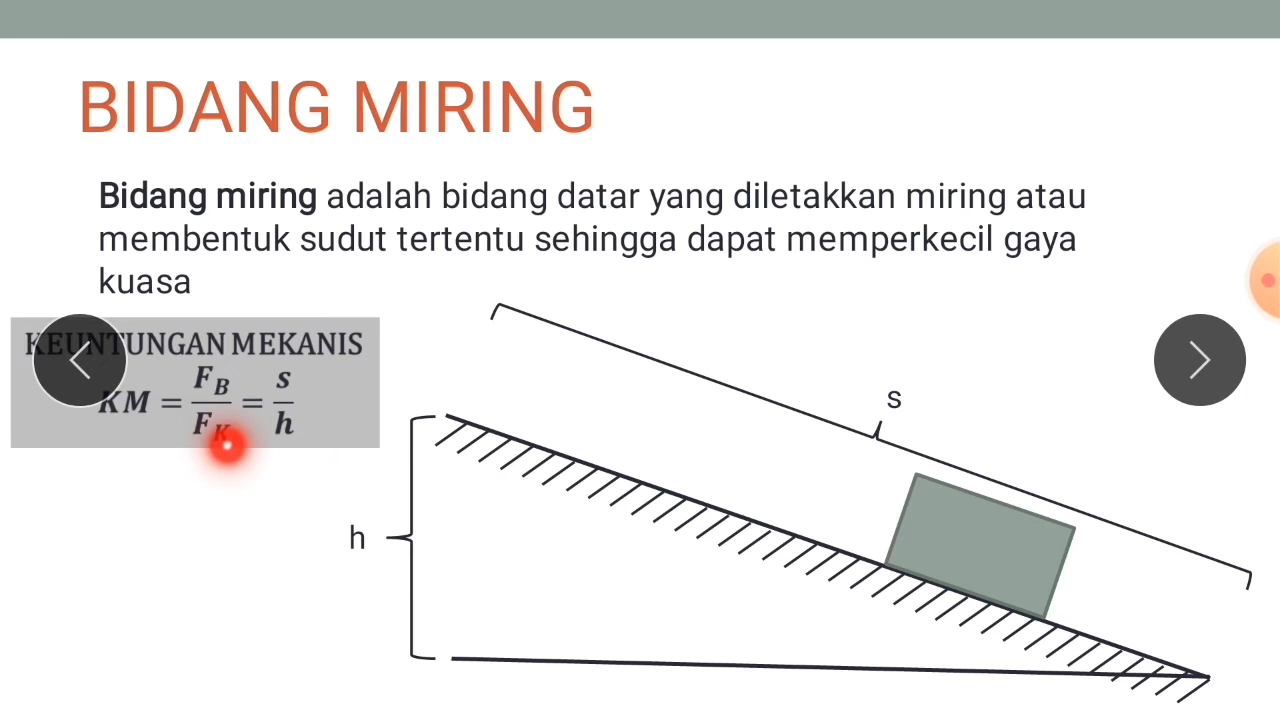 BIDANG MIRING
Bidang miring adalah bidang datar yang diletakkan miring atau
membentuk sudut tertentu sehingga dapat memperkecil gaya
kuasa
KEUNTUNGAN MEKANIS
KM = F_B/F_K = s/h
s
h